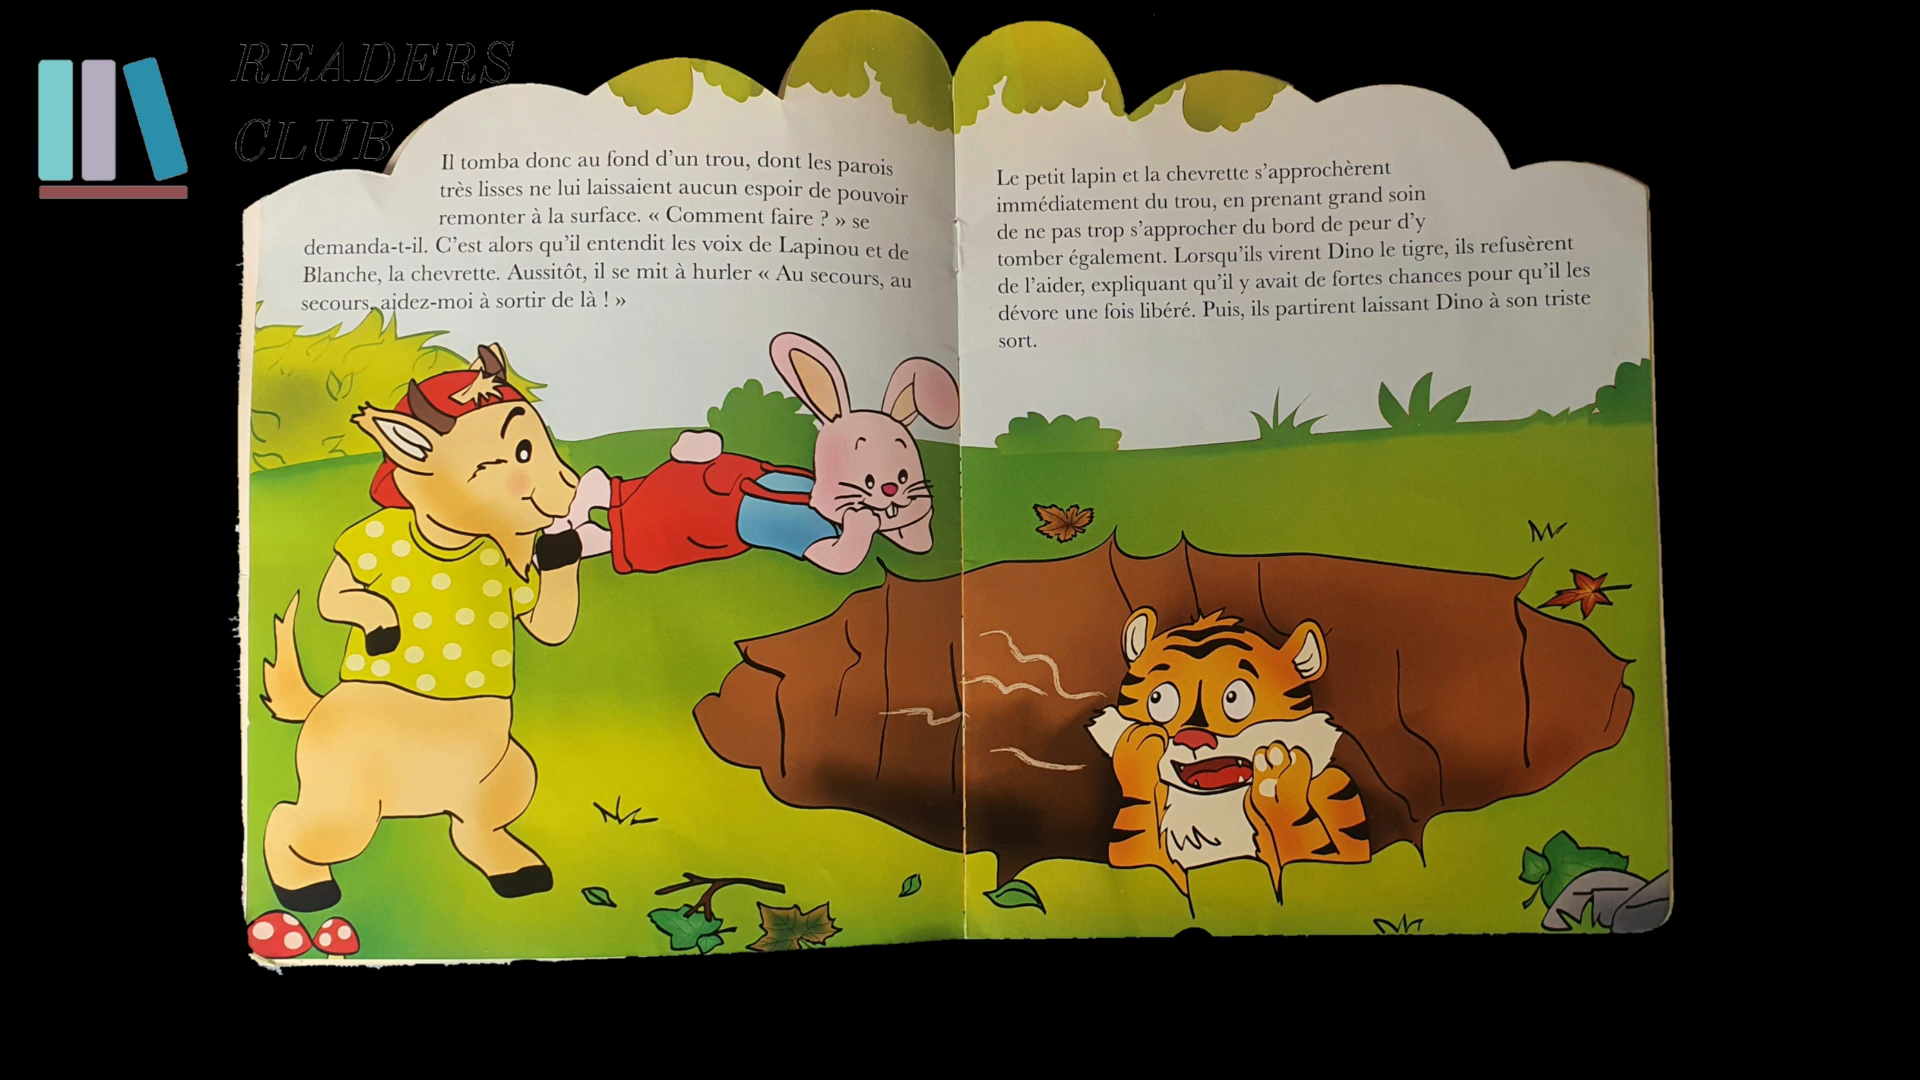 READERS
CLUB
Il tomba donc au fond d'un trou, dont les parois
très lisses ne lui laissaient aucun espoir de pouvoir
remonter à la surface. « Comment faire ? » se
demanda-t-il. C'est alors qu'il entendit les voix de Lapinou et de
Blanche, la chevrette. Aussitôt, il se mit à hurler « Au secours, au
secours, aidez-moi à sortir de là ! »
Le petit lapin et la chevrette s'approchèrent
immédiatement du trou, en prenant grand soin
de ne pas trop s'approcher du bord de peur d'y
tomber également. Lorsqu'ils virent Dino le tigre, ils refusèrent
de l'aider, expliquant qu'il y avait de fortes chances pour qu'il les
dévore une fois libéré. Puis, ils partirent laissant Dino à son triste
sort.